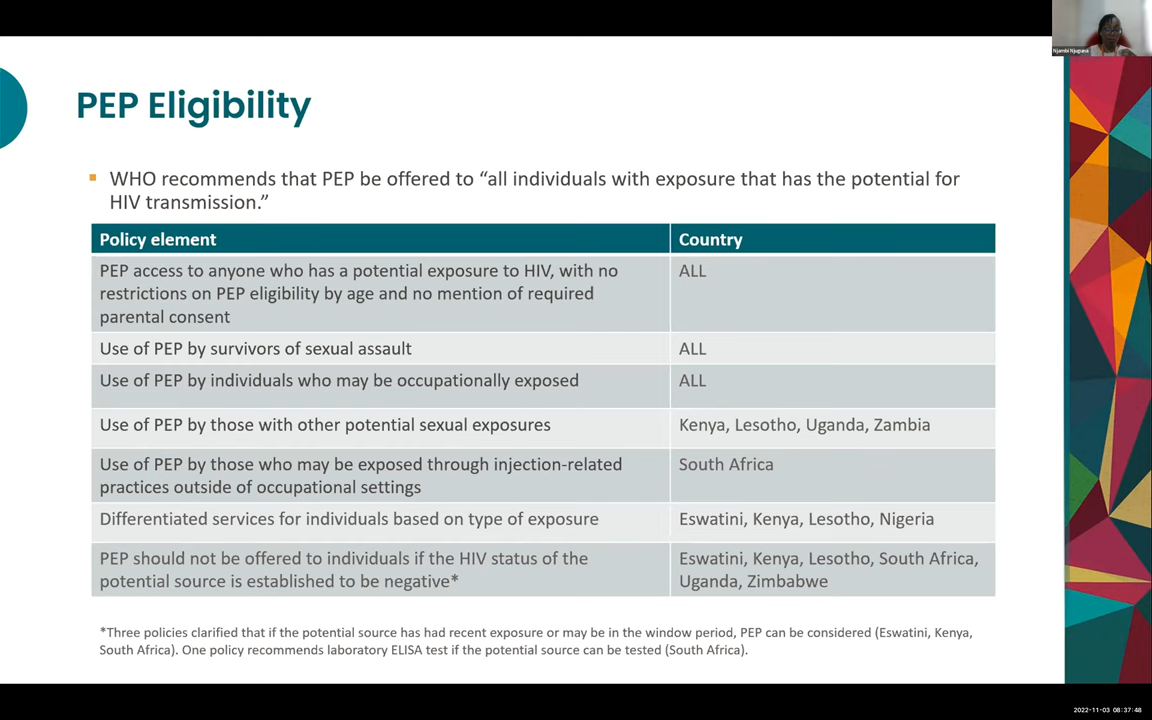 Njambi Njuguna
PEP Eligibility
▪ WHO recommends that PEP be offered to “all individuals with exposure that has the potential for
HIV transmission.”
Policy element
Country
PEP access to anyone who has a potential exposure to HIV, with no
restrictions on PEP eligibility by age and no mention of required
parental consent
ALL
Use of PEP by survivors of sexual assault
ALL
Use of PEP by individuals who may be occupationally exposed
ALL
Use of PEP by those with other potential sexual exposures
Kenya, Lesotho, Uganda, Zambia
Use of PEP by those who may be exposed through injection-related
practices outside of occupational settings
South Africa
Differentiated services for individuals based on type of exposure
Eswatini, Kenya, Lesotho, Nigeria
PEP should not be offered to individuals if the HIV status of the
potential source is established to be negative*
Eswatini, Kenya, Lesotho, South Africa,
Uganda, Zimbabwe
*Three policies clarified that if the potential source has had recent exposure or may be in the window period, PEP can be considered (Eswatini, Kenya,
South Africa). One policy recommends laboratory ELISA test if the potential source can be tested (South Africa).
2022-11-03 08:37:48